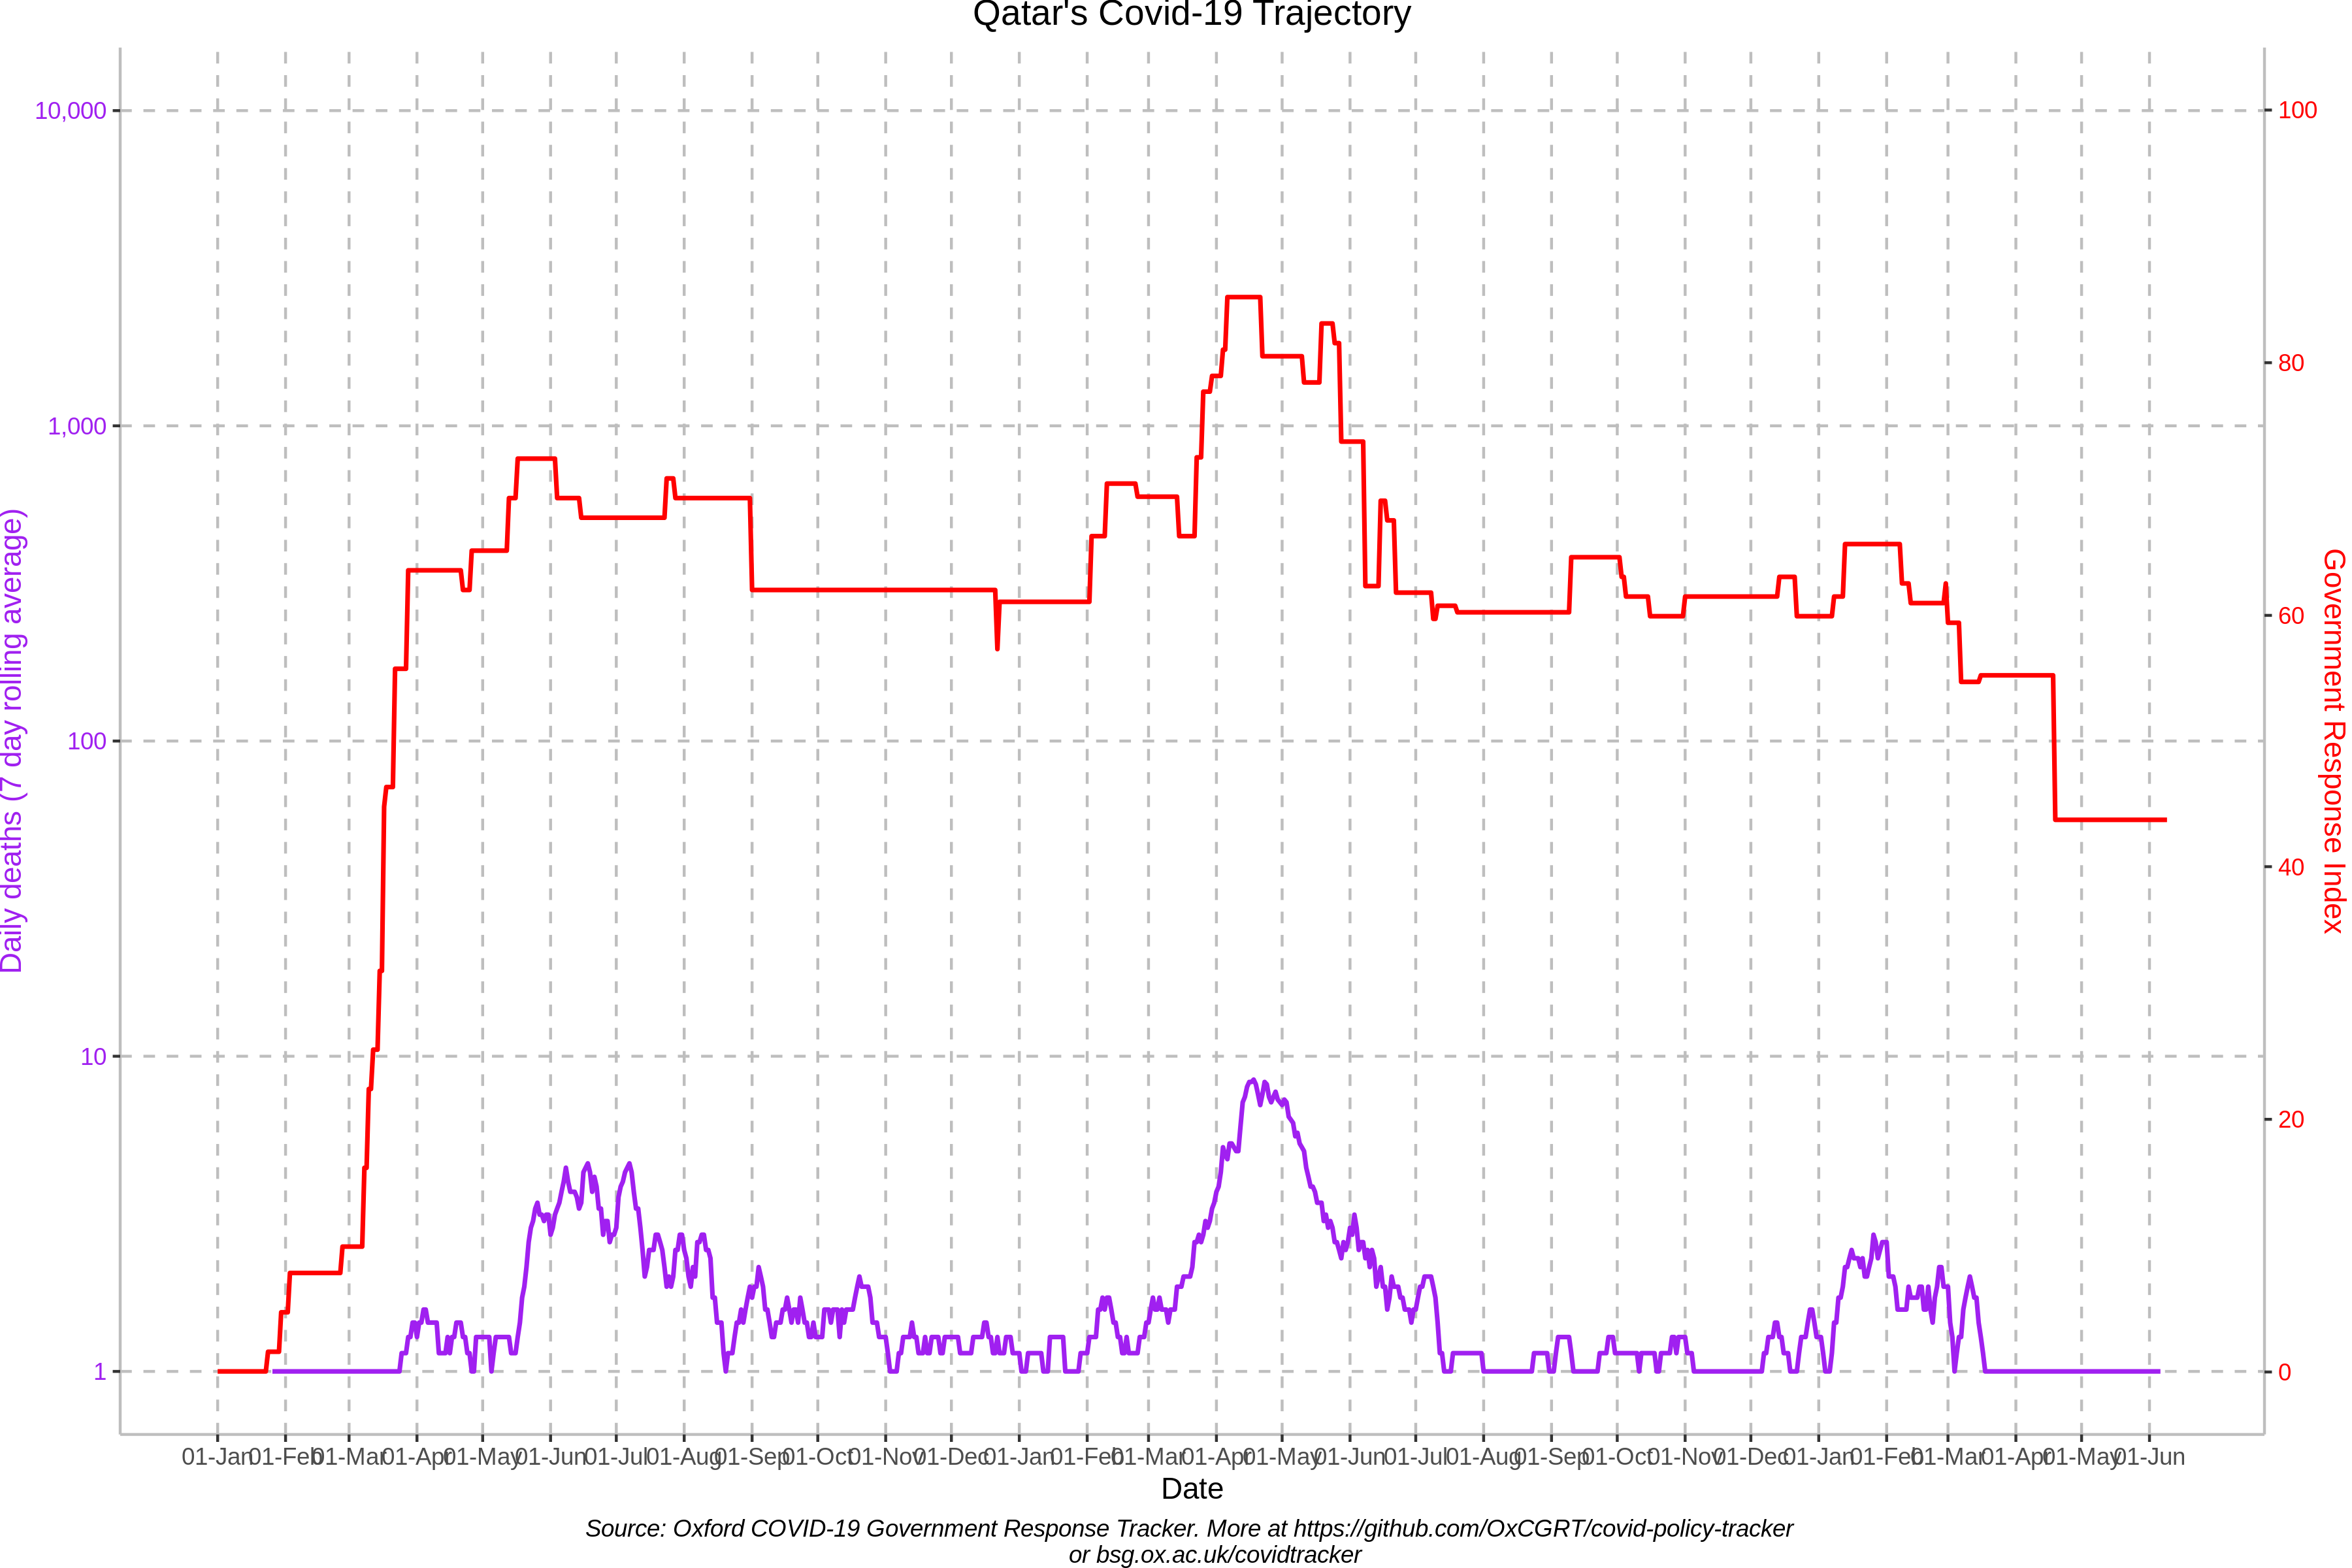 Qatar's Covid-19 Trajectory
10,000
1,000
100
10
1
Daily deaths (7 day rolling average)
100
80
60
40
20
0
Government Response Index
01-Jan 01-Feb 01-Mar 01-Apr 01-May 01-Jun 01-Jul 01-Aug 01-Sep 01-Oct 01-Nov 01-Dec 01-Jan 01-Feb 01-Mar 01-Apr 01-May 01-Jun 01-Jul 01-Aug 01-Sep 01-Oct 01-Nov 01-Dec 01-Jan 01-Feb 01-Mar 01-Apr 01-May 01-Jun
Date
Source: Oxford COVID-19 Government Response Tracker. More at https://github.com/OxCGRT/covid-policy-tracker
or bsg.ox.ac.uk/covidtracker